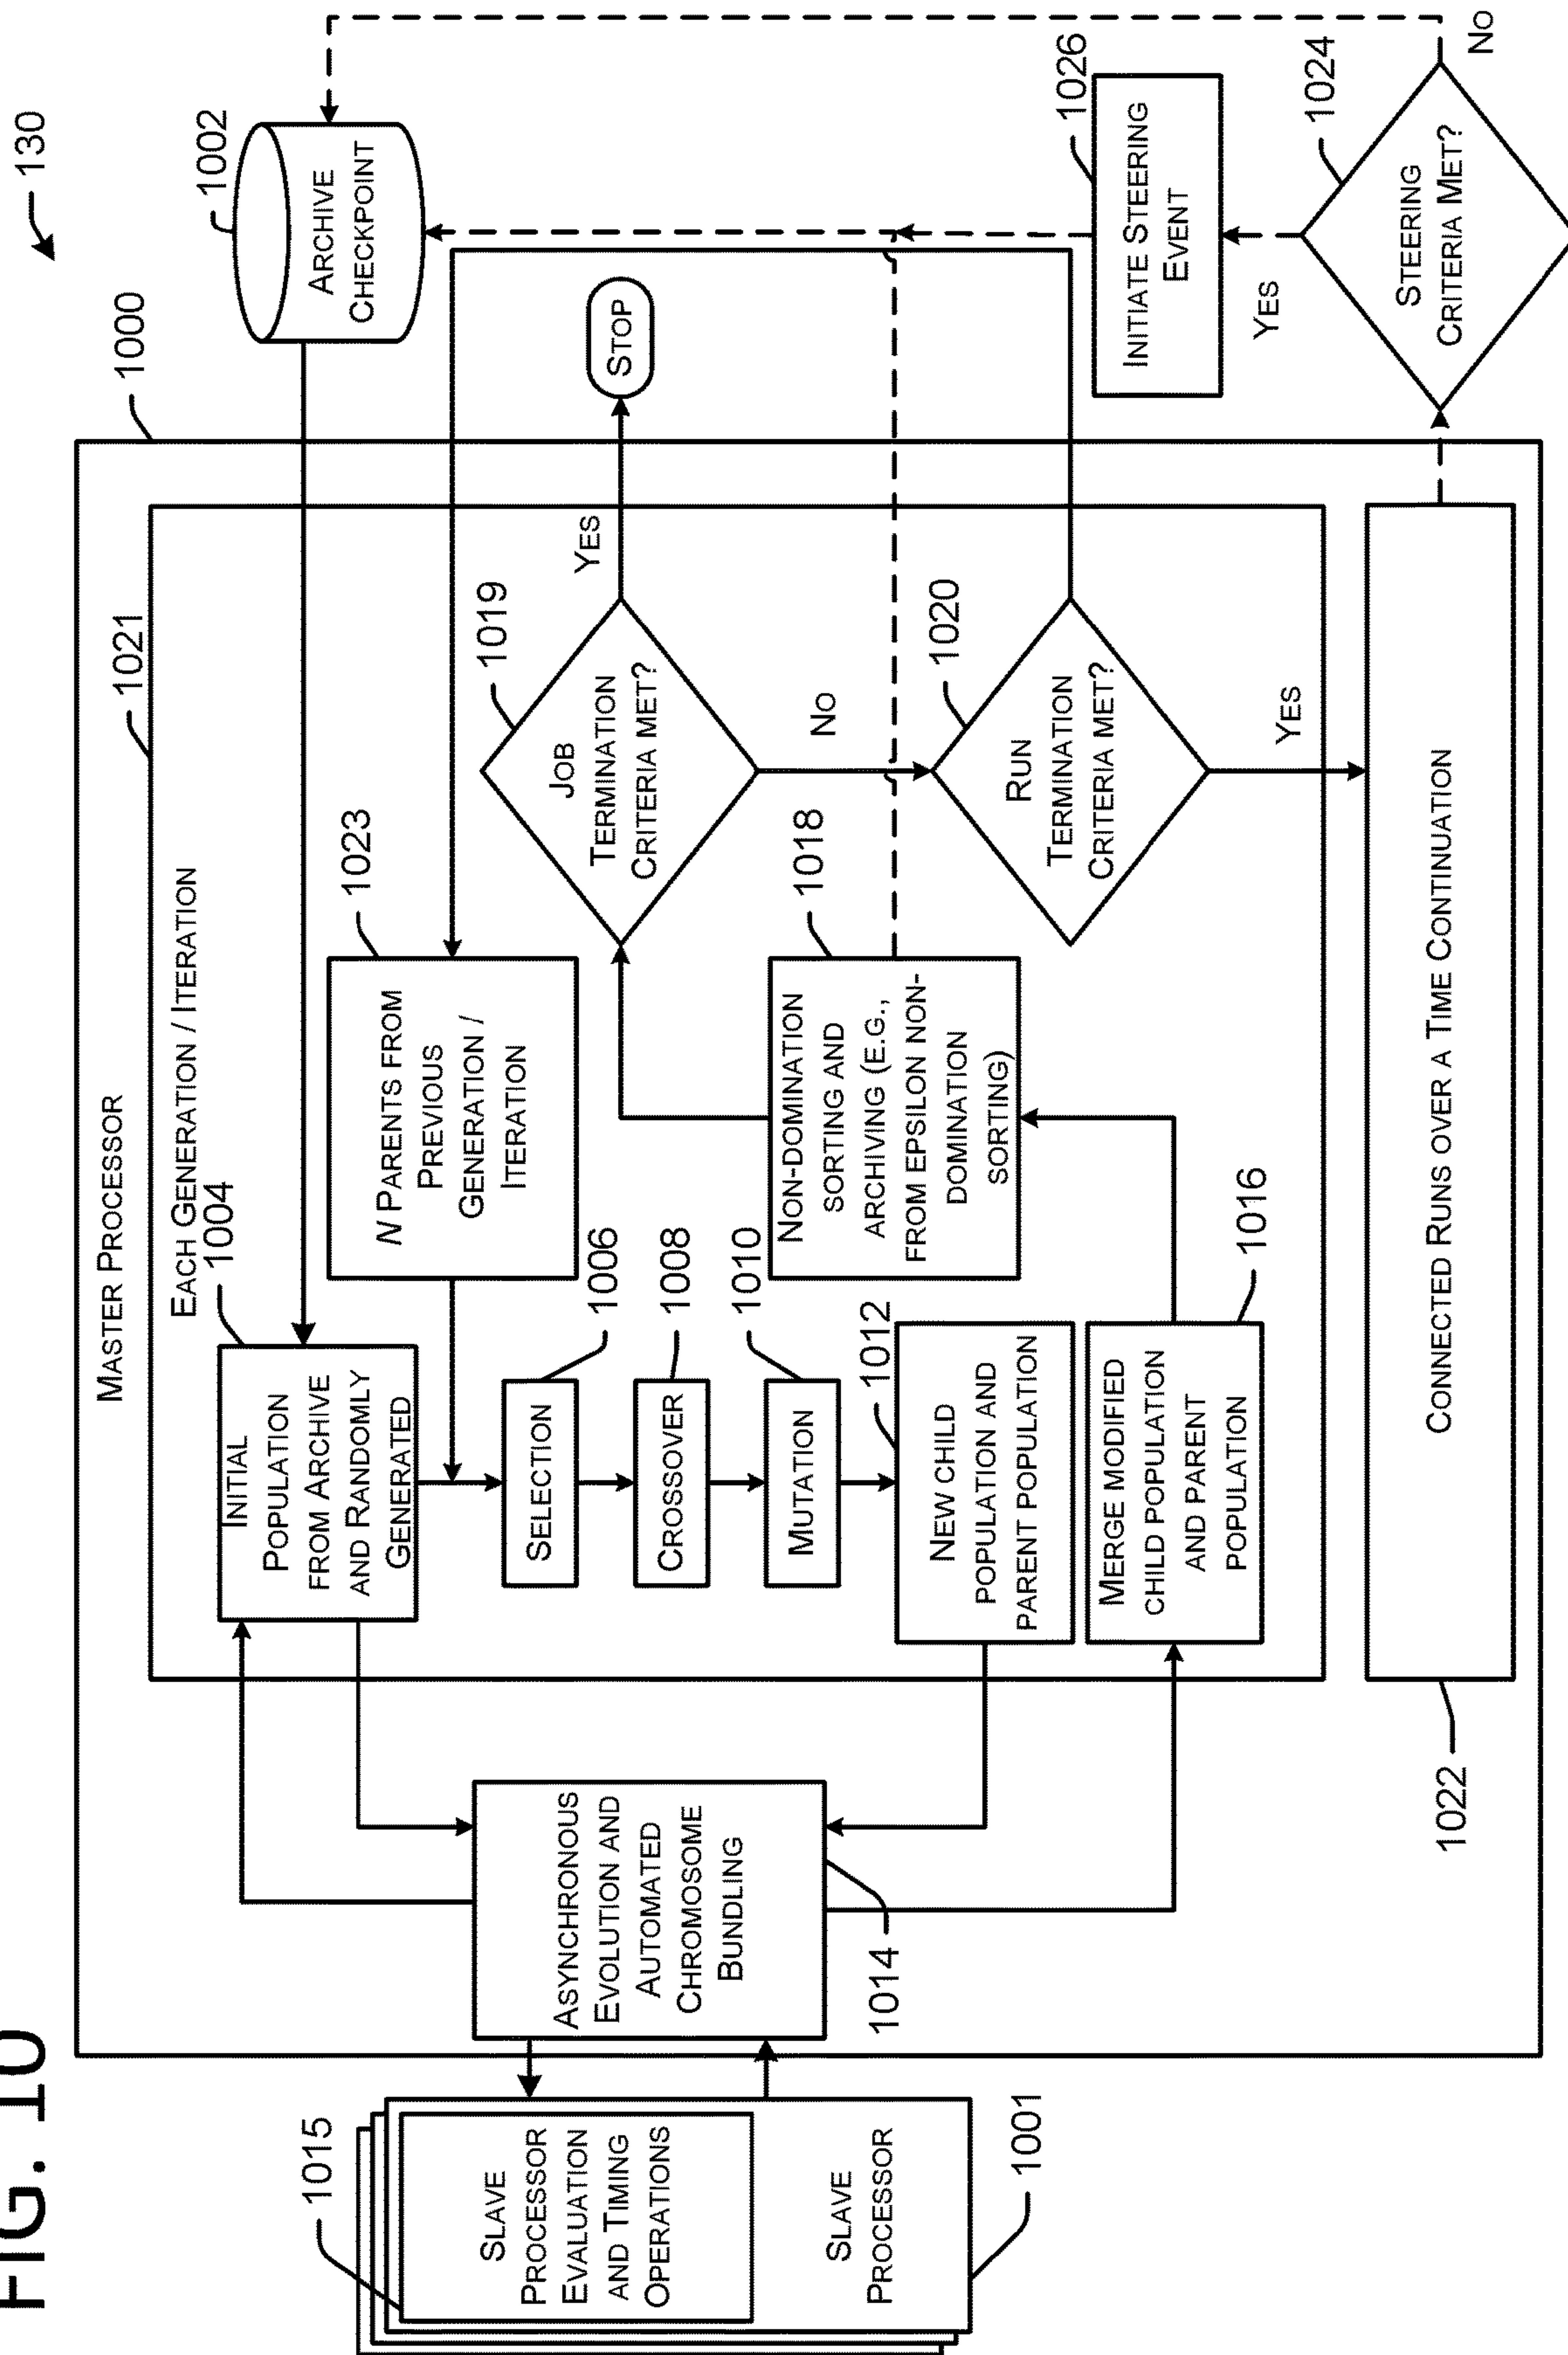 FIG. 10
130
1000
MASTER PROCESSOR
1021
EACH GENERATION / ITERATION
1002
ARCHIVE
CHECKPOINT
1004
INITIAL
POPULATION
FROM ARCHIVE
AND RANDOMLY
GENERATED
1023
N PARENTS FROM
PREVIOUS
GENERATION /
ITERATION
1006
SELECTION
1008
CROSSOVER
1010
MUTATION
1012
NEW CHILD
POPULATION AND
PARENT POPULATION
1015
SLAVE
PROCESSOR
EVALUATION
AND TIMING
OPERATIONS
SLAVE
PROCESSOR
1001
ASYNCHRONOUS
EVOLUTION AND
AUTOMATED
CHROMOSOME
BUNDLING
1014
MERGE MODIFIED
CHILD POPULATION
AND PARENT
POPULATION
1016
1018
NON-DOMINATION
SORTING AND
ARCHIVING (E.G.,
FROM EPSILON NON-
DOMINATION
SORTING)
1019
JOB
TERMINATION
CRITERIA MET?
YES
STOP
NO
1020
RUN
TERMINATION
CRITERIA MET?
YES
1022
CONNECTED RUNS OVER A TIME CONTINUATION
1026
INITIATE STEERING
EVENT
YES
1024
STEERING
CRITERIA MET?
NO